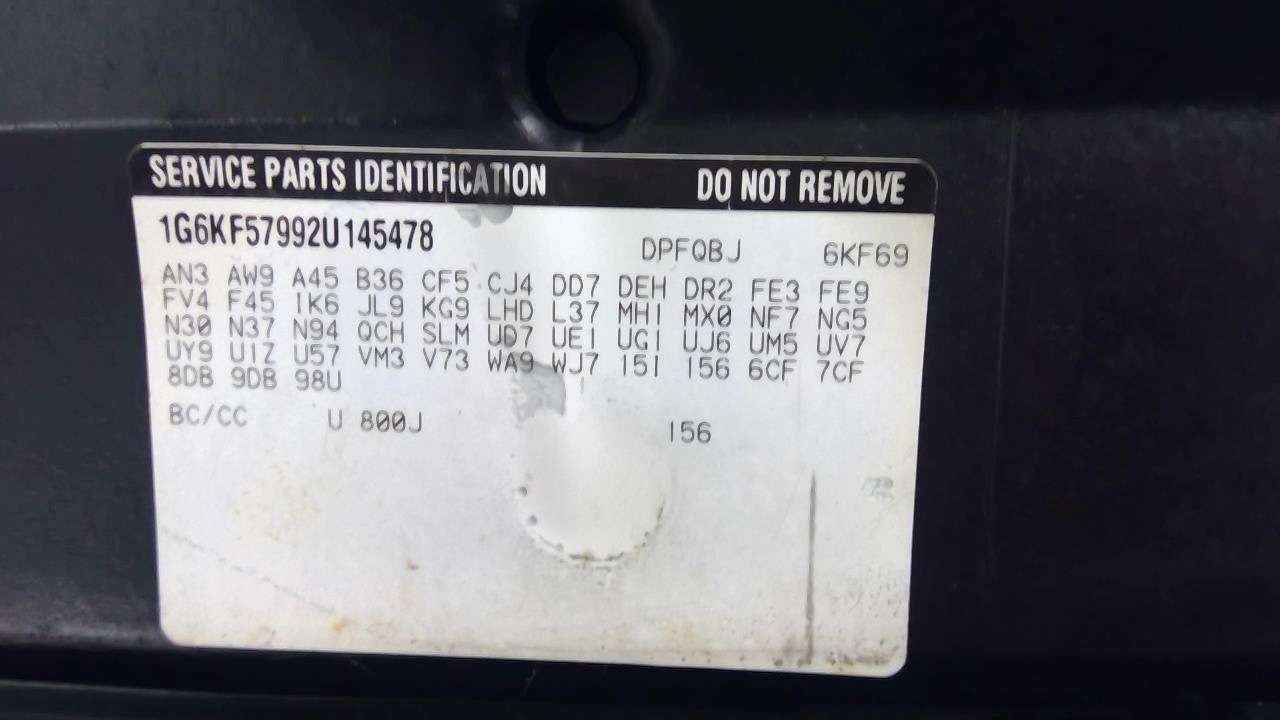 SERVICE PARTS IDENTIFICATION DO NOT REMOVE
1G6KF57992U145478 DPFQBJ 6KF69
AN3 AW9 A45 B36 CF5 CJ4 DD7 DEH DR2 FE3 FE9
FV4 F45 1K6 JL9 KG9 LHD L37 MH1 MX0 NF7 NG5
N30 N37 N94 QCH SLM UD7 UE1 UG1 UJ6 UM5 UV7
UY9 U1Z U57 VM3 V73 WA9 WJ7 15I 156 6CF 7CF
8DB 9DB 98U
BC/CC U 800J 156